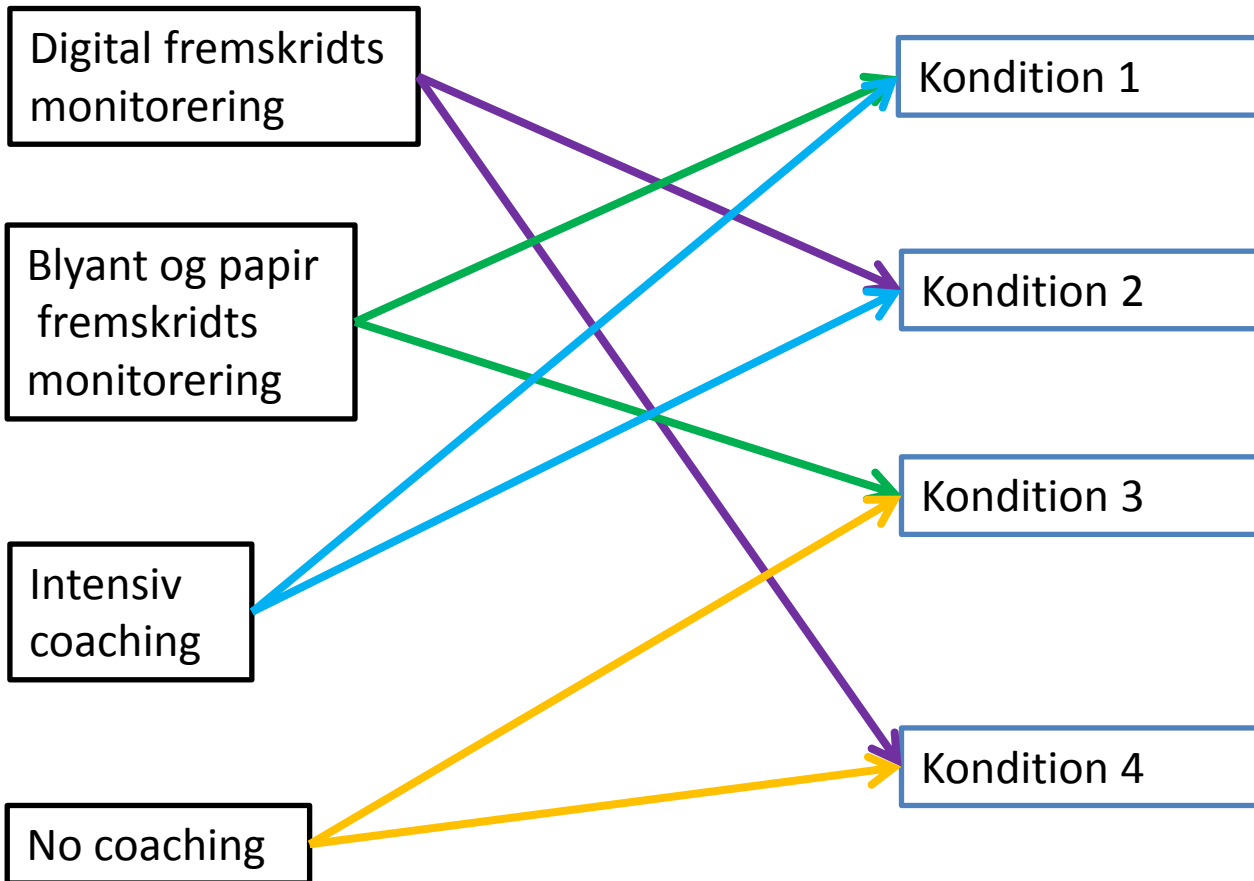 Digital fremskridts
monitorering
Blyant og papir
fremskridts
monitorering
Intensiv
coaching
No coaching
Kondition 1
Kondition 2
Kondition 3
Kondition 4